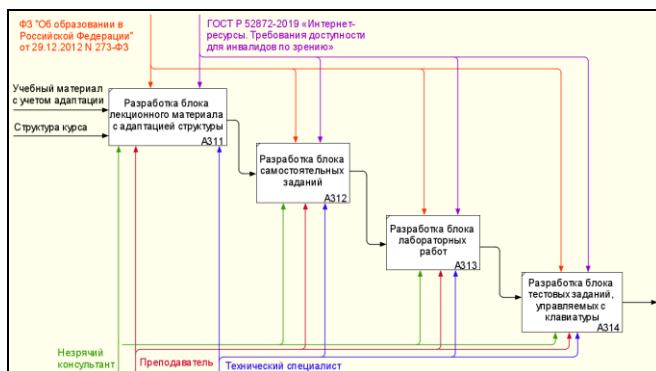 ФЗ "Об образовании в
Российской Федерации"
от 29.12.2012 N 273-ФЗ
ГОСТ Р 52872-2019 «Интернет-
ресурсы. Требования доступности
для инвалидов по зрению»
Учебный материал
с учетом адаптации
Структура курса
Разработка блока
лекционного материала
с адаптацией структуры
A311
Разработка блока
самостоятельных
заданий
A312
Разработка блока
лабораторных
работ
A313
Разработка блока
тестовых заданий,
управляемых с
клавиатуры
A314
Незрячий
консультант
Преподаватель
Технический специалист